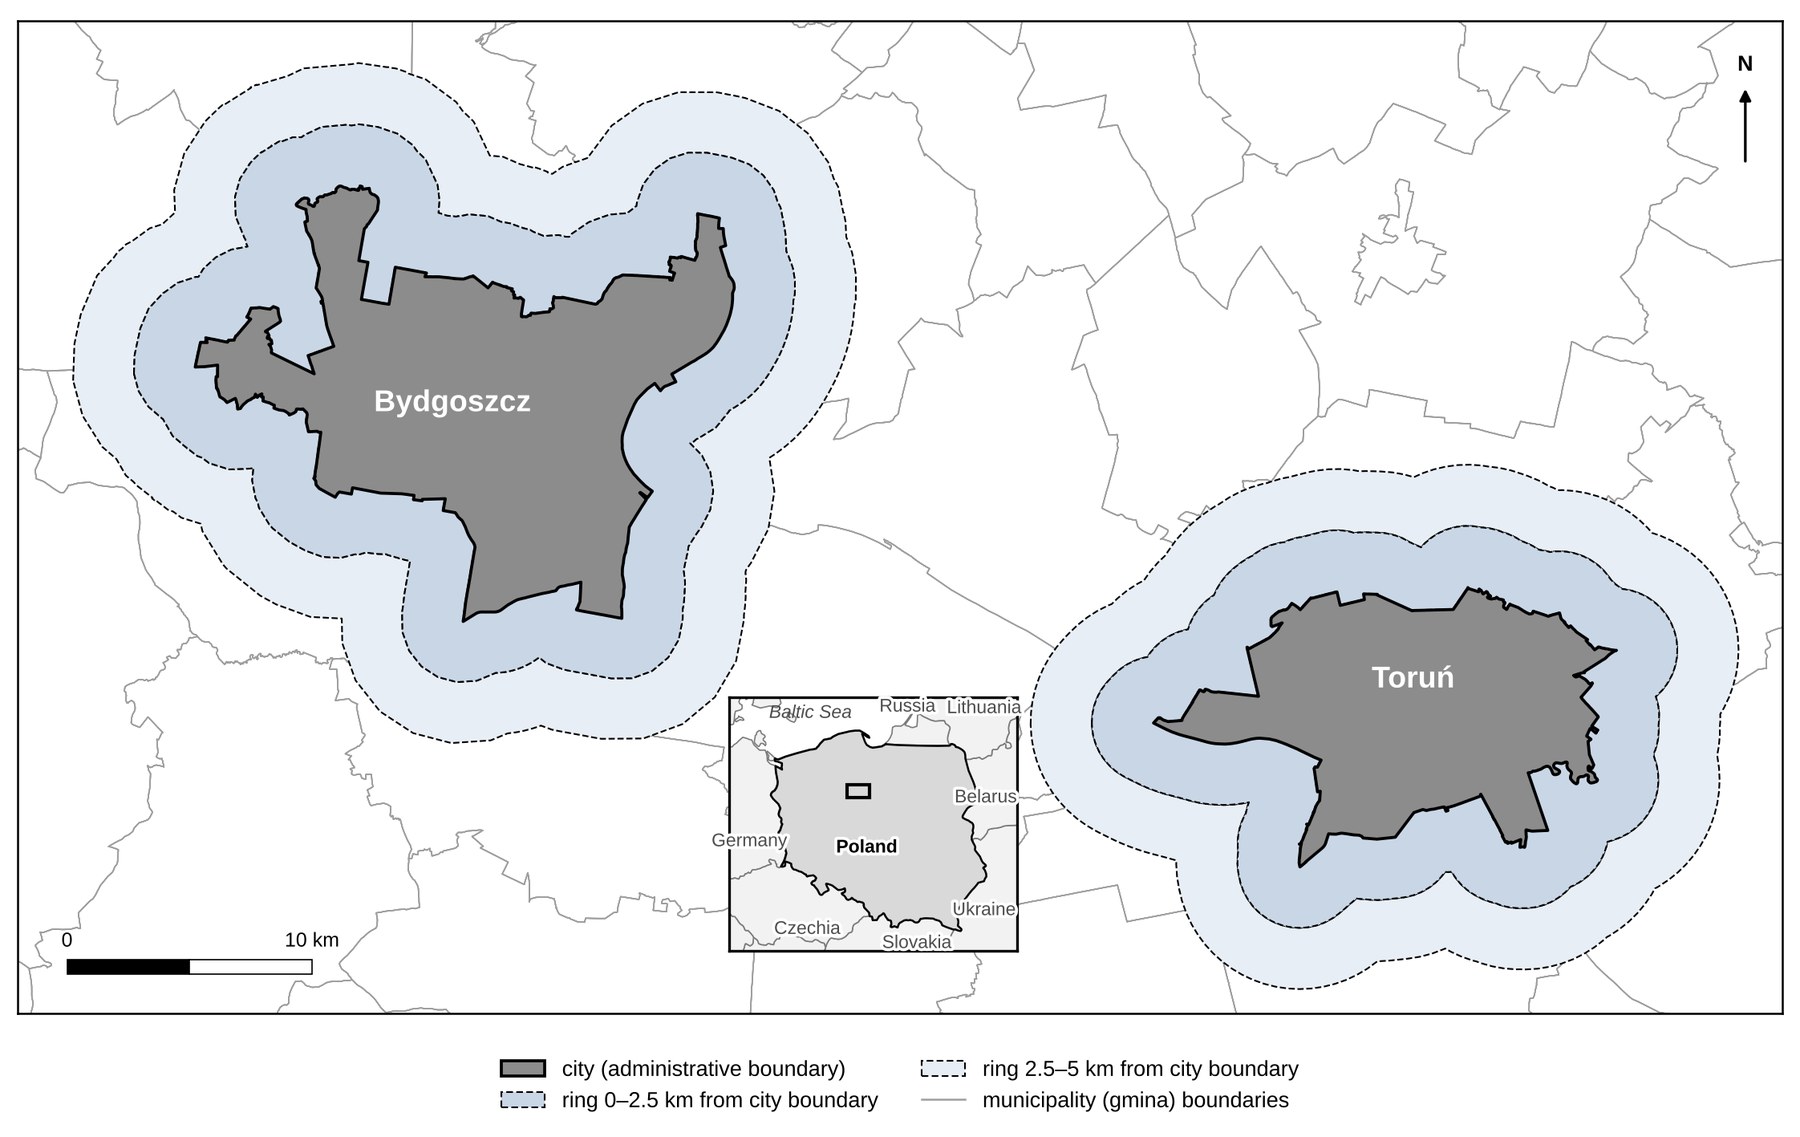 N
Bydgoszcz
Toruń
Baltic Sea
Russia
Lithuania
Belarus
Germany
Poland
Ukraine
Czechia
Slovakia
0
10 km
city (administrative boundary)
ring 0–2.5 km from city boundary
ring 2.5–5 km from city boundary
municipality (gmina) boundaries